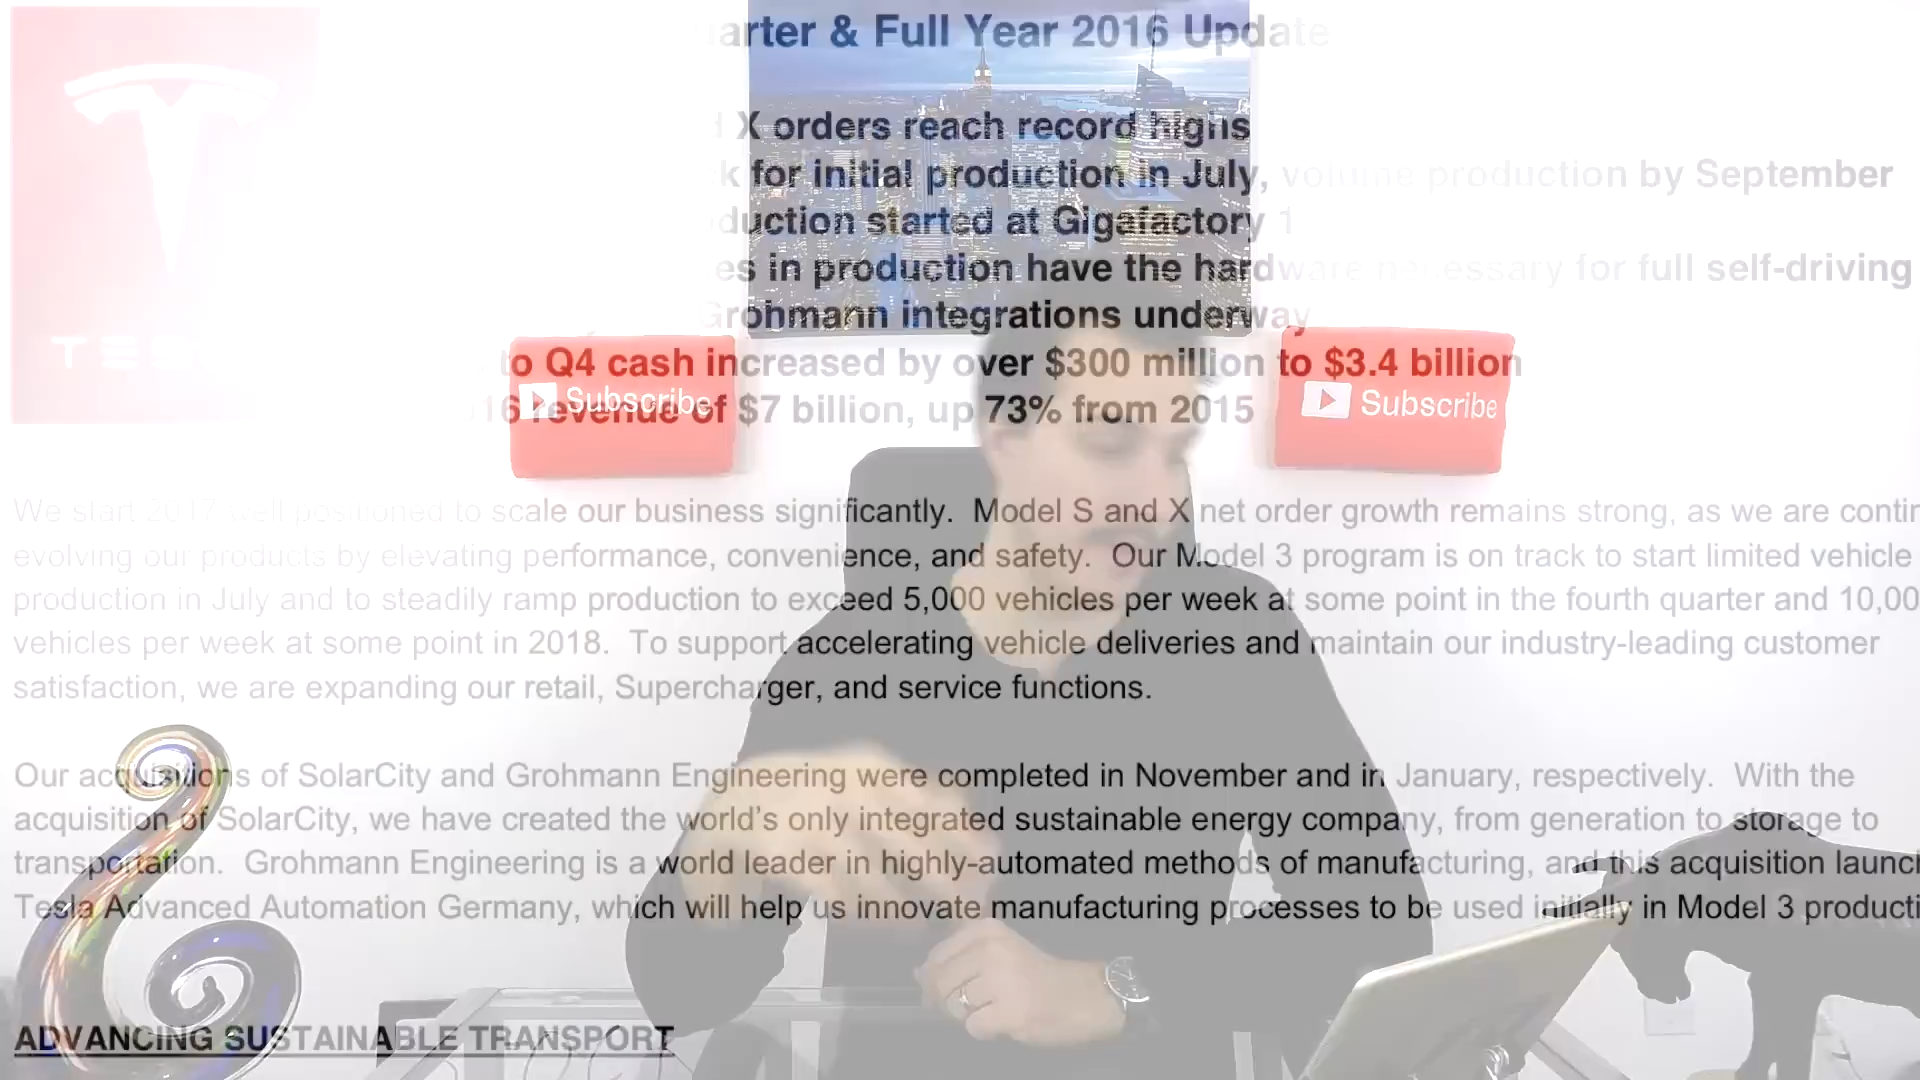 arter & Full Year 2016 Update
X orders reach record highs
k for initial production in July, volume production by September
duction started at Gigafactory 1
es in production have the hardware necessary for full self-driving
Grohmann integrations underway
to Q4 cash increased by over $300 million to $3.4 billion
16 revenue of $7 billion, up 73% from 2015
Subscribe
Subscribe
TESL
We start 2017 well positioned to scale our business significantly. Model S and X net order growth remains strong, as we are contin
evolving our products by elevating performance, convenience, and safety. Our Model 3 program is on track to start limited vehicle
production in July and to steadily ramp production to exceed 5,000 vehicles per week at some point in the fourth quarter and 10,00
vehicles per week at some point in 2018. To support accelerating vehicle deliveries and maintain our industry-leading customer
satisfaction, we are expanding our retail, Supercharger, and service functions.
Our acquisitions of SolarCity and Grohmann Engineering were completed in November and in January, respectively. With the
acquisition of SolarCity, we have created the world's only integrated sustainable energy company, from generation to storage to
transportation. Grohmann Engineering is a world leader in highly-automated methods of manufacturing, and this acquisition launch
Tesla Advanced Automation Germany, which will help us innovate manufacturing processes to be used initially in Model 3 producti
ADVANCING SUSTAINABLE TRANSPORT